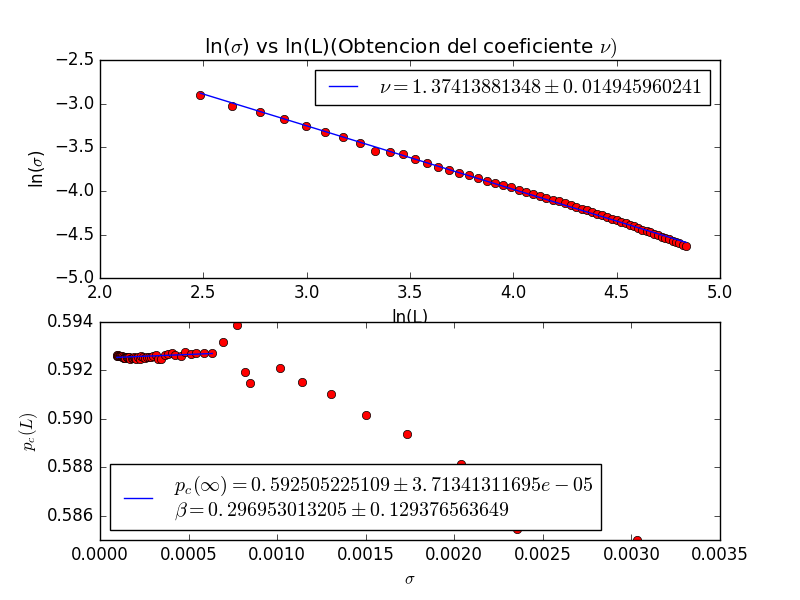 ln(σ) vs ln(L)(Obtencion del coeficiente ν)
−2.5
−3.0
−3.5
−4.0
−4.5
−5.0
ln(σ)
ν = 1.37413881348 ± 0.014945960241
2.0 2.5 3.0 3.5 4.0 4.5 5.0
ln(L)
0.594
0.592
0.590
0.588
0.586
p_c(L)
p_c(∞) = 0.592505225109 ± 3.71341311695e − 05
β = 0.296953013205 ± 0.129376563649
0.0000 0.0005 0.0010 0.0015 0.0020 0.0025 0.0030 0.0035
σ